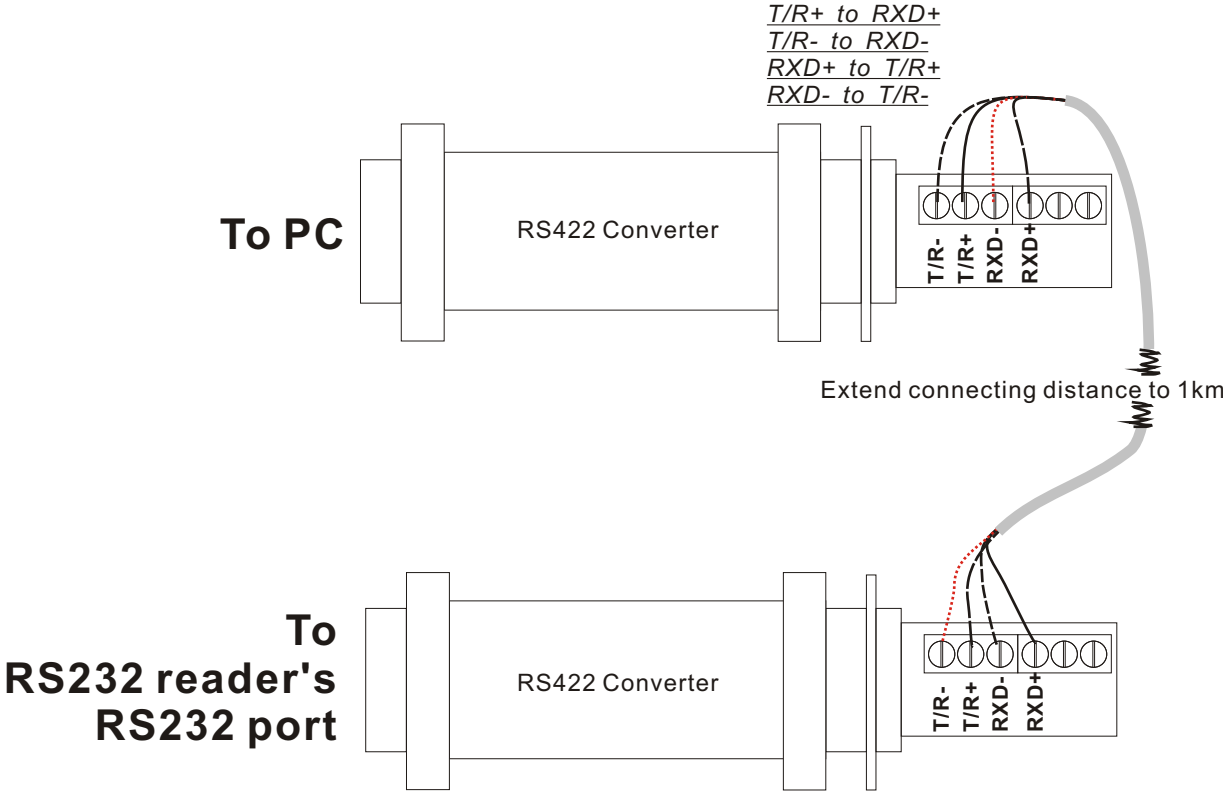 T/R+ to RXD+
T/R- to RXD-
RXD+ to T/R+
RXD- to T/R-
To PC
RS422 Converter
T/R-
T/R+
RXD-
RXD+
Extend connecting distance to 1km
To
RS232 reader's
RS232 port
RS422 Converter
T/R-
T/R+
RXD-
RXD+